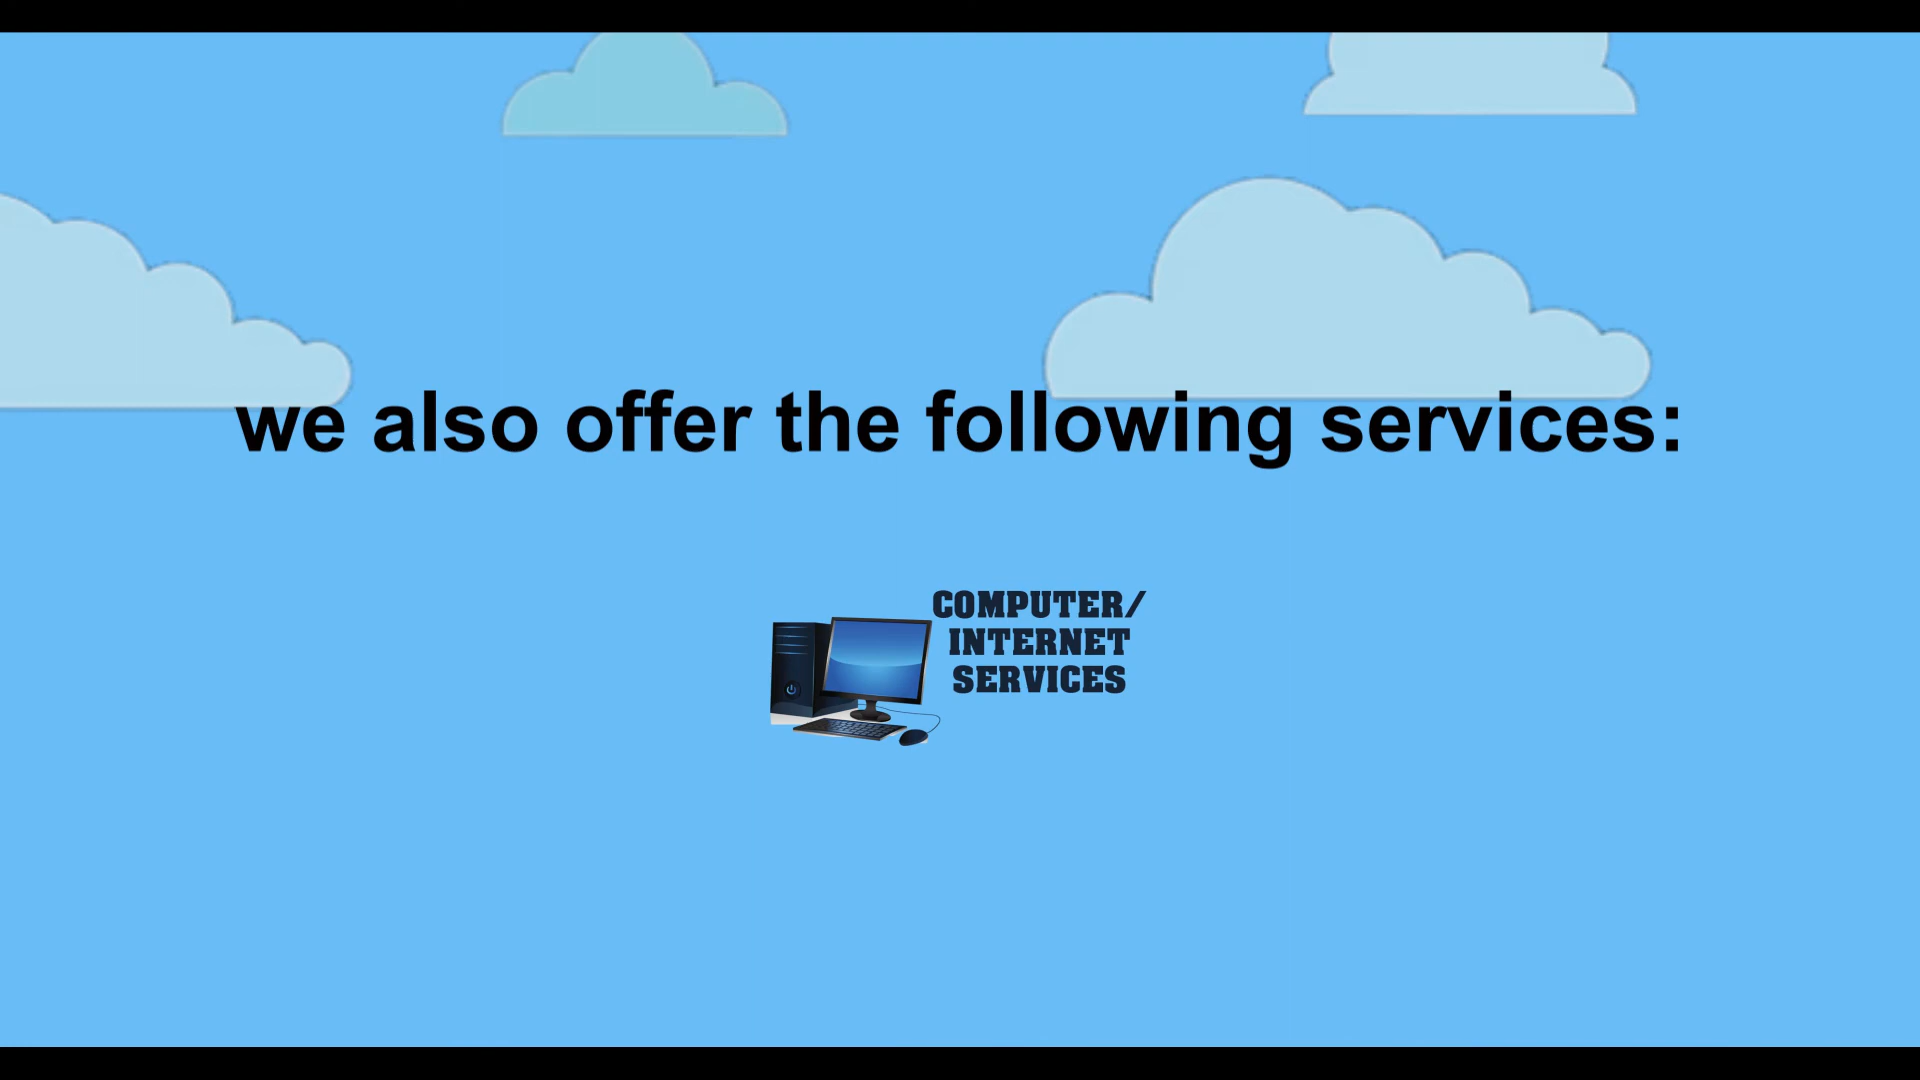 we also offer the following services:
COMPUTER/
INTERNET
SERVICES